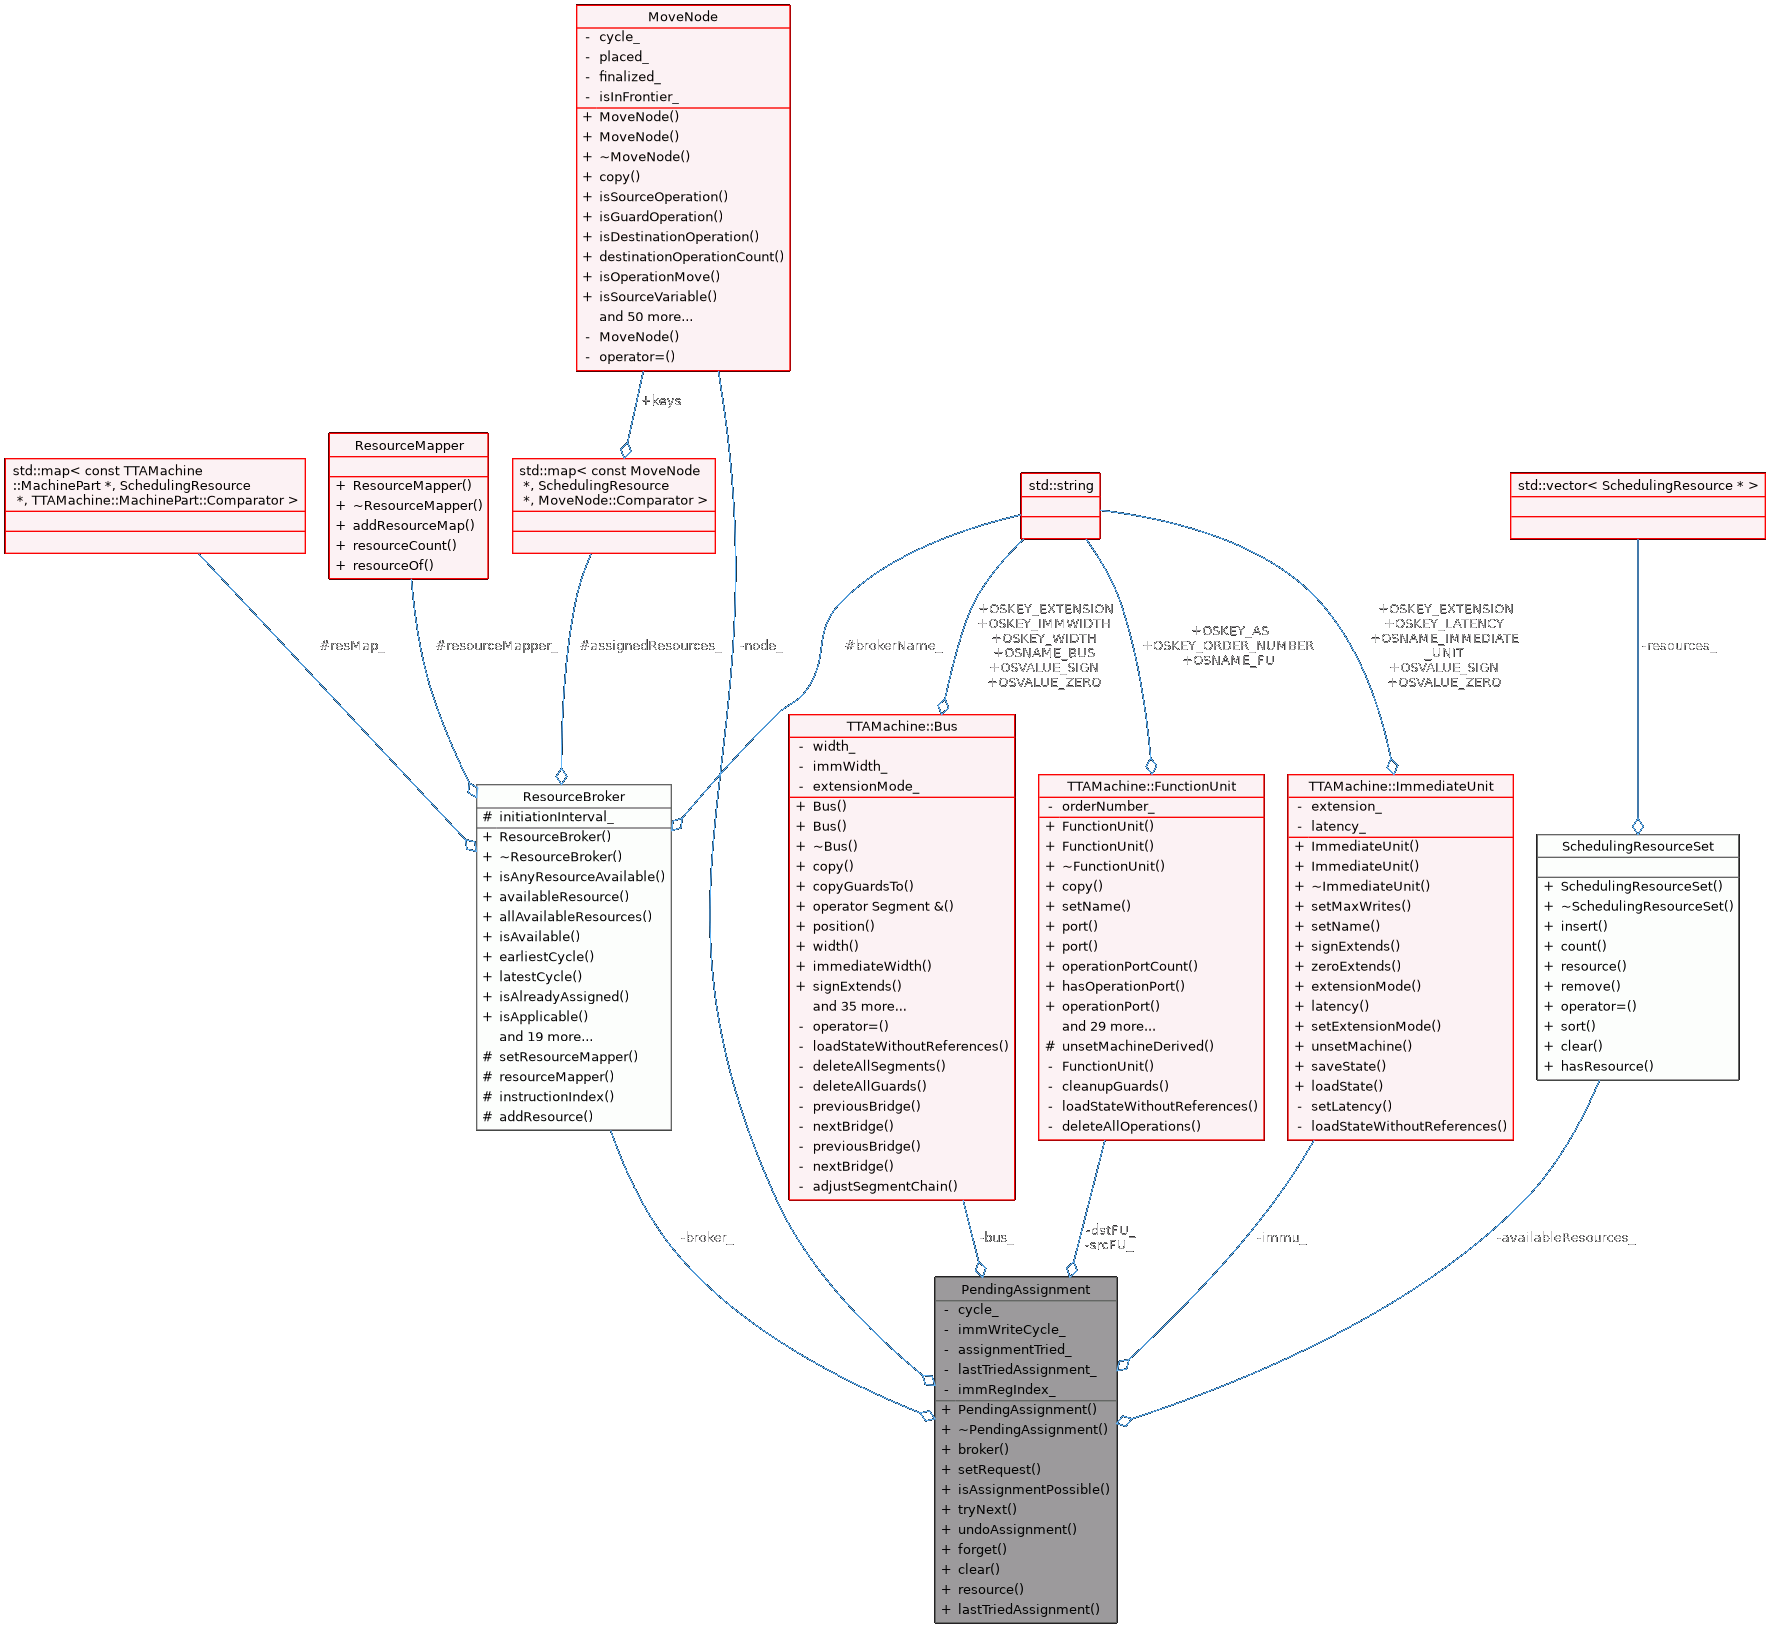 MoveNode
- cycle_
- placed_
- finalized_
- isInFrontier_
+ MoveNode()
+ MoveNode()
+ ~MoveNode()
+ copy()
+ isSourceOperation()
+ isGuardOperation()
+ isDestinationOperation()
+ destinationOperationCount()
+ isOperationMove()
+ isSourceVariable()
and 50 more...
- MoveNode()
- operator=()
+keys
std::map< const TTAMachine
::MachinePart *, SchedulingResource
*, TTAMachine::MachinePart::Comparator >
ResourceMapper
+ ResourceMapper()
+ ~ResourceMapper()
+ addResourceMap()
+ resourceCount()
+ resourceOf()
std::map< const MoveNode
*, SchedulingResource
*, MoveNode::Comparator >
std::string
std::vector< SchedulingResource * >
#resMap_
#resourceMapper_
#assignedResources_
-node_
#brokerName_
+OSKEY_EXTENSION
+OSKEY_IMMWIDTH
+OSKEY_WIDTH
+OSNAME_BUS
+OSVALUE_SIGN
+OSVALUE_ZERO
+OSKEY_AS
+OSKEY_ORDER_NUMBER
+OSNAME_FU
+OSKEY_EXTENSION
+OSKEY_LATENCY
+OSNAME_IMMEDIATE
_UNIT
+OSVALUE_SIGN
+OSVALUE_ZERO
-resources_
ResourceBroker
# initiationInterval_
+ ResourceBroker()
+ ~ResourceBroker()
+ isAnyResourceAvailable()
+ availableResource()
+ allAvailableResources()
+ isAvailable()
+ earliestCycle()
+ latestCycle()
+ isAlreadyAssigned()
+ isApplicable()
and 19 more...
# setResourceMapper()
# resourceMapper()
# instructionIndex()
# addResource()
TTAMachine::Bus
- width_
- immWidth_
- extensionMode_
+ Bus()
+ Bus()
+ ~Bus()
+ copy()
+ copyGuardsTo()
+ operator Segment &()
+ position()
+ width()
+ immediateWidth()
+ signExtends()
and 35 more...
- operator=()
- loadStateWithoutReferences()
- deleteAllSegments()
- deleteAllGuards()
- previousBridge()
- nextBridge()
- previousBridge()
- nextBridge()
- adjustSegmentChain()
TTAMachine::FunctionUnit
- orderNumber_
+ FunctionUnit()
+ FunctionUnit()
+ ~FunctionUnit()
+ copy()
+ setName()
+ port()
+ port()
+ operationPortCount()
+ hasOperationPort()
+ operationPort()
and 29 more...
# unsetMachineDerived()
- FunctionUnit()
- cleanupGuards()
- loadStateWithoutReferences()
- deleteAllOperations()
TTAMachine::ImmediateUnit
- extension_
- latency_
+ ImmediateUnit()
+ ImmediateUnit()
+ ~ImmediateUnit()
+ setMaxWrites()
+ setName()
+ signExtends()
+ zeroExtends()
+ extensionMode()
+ latency()
+ setExtensionMode()
+ unsetMachine()
+ saveState()
+ loadState()
- setLatency()
- loadStateWithoutReferences()
SchedulingResourceSet
+ SchedulingResourceSet()
+ ~SchedulingResourceSet()
+ insert()
+ count()
+ resource()
+ remove()
+ operator=()
+ sort()
+ clear()
+ hasResource()
-broker_
-bus_
-dstFU_
-srcFU_
-immu_
-availableResources_
PendingAssignment
- cycle_
- immWriteCycle_
- assignmentTried_
- lastTriedAssignment_
- immRegIndex_
+ PendingAssignment()
+ ~PendingAssignment()
+ broker()
+ setRequest()
+ isAssignmentPossible()
+ tryNext()
+ undoAssignment()
+ forget()
+ clear()
+ resource()
+ lastTriedAssignment()